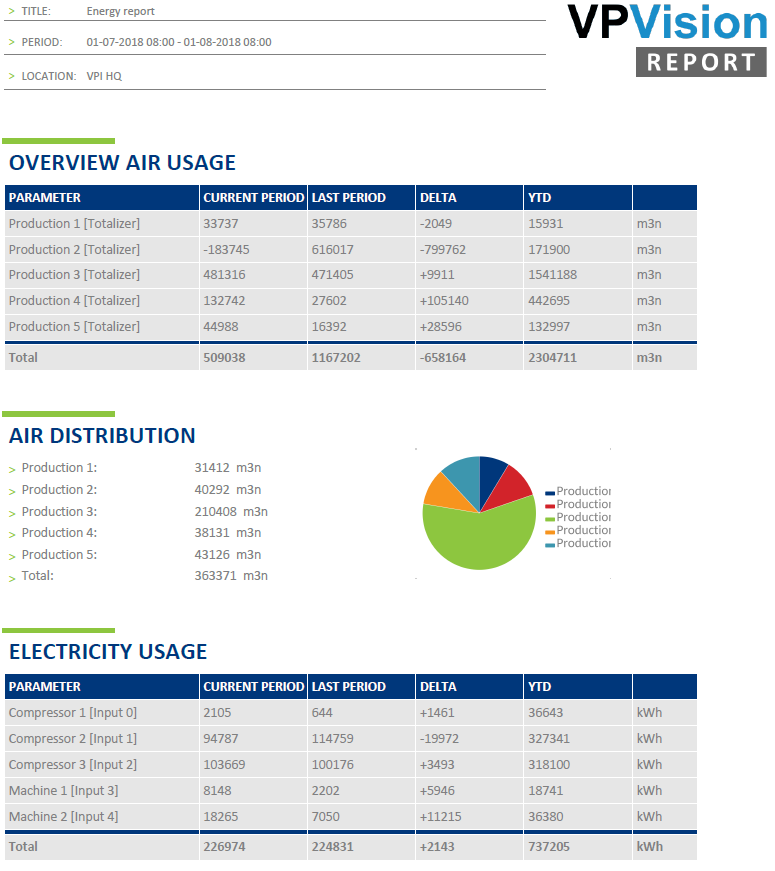 > TITLE: Energy report
VPVision
> PERIOD: 01-07-2018 08:00 - 01-08-2018 08:00
REPORT
> LOCATION: VPI HQ
OVERVIEW AIR USAGE
PARAMETER CURRENT PERIOD LAST PERIOD DELTA YTD
Production 1 [Totalizer] 33737 35786 -2049 15931 m3n
Production 2 [Totalizer] -183745 616017 -799762 171900 m3n
Production 3 [Totalizer] 481316 471405 +9911 1541188 m3n
Production 4 [Totalizer] 132742 27602 +105140 442695 m3n
Production 5 [Totalizer] 44988 16392 +28596 132997 m3n
Total 509038 1167202 -658164 2304711 m3n
AIR DISTRIBUTION
> Production 1: 31412 m3n
> Production 2: 40292 m3n
> Production 3: 210408 m3n
> Production 4: 38131 m3n
> Production 5: 43126 m3n
> Total: 363371 m3n
Production
Production
Production
Production
Production
ELECTRICITY USAGE
PARAMETER CURRENT PERIOD LAST PERIOD DELTA YTD
Compressor 1 [Input 0] 2105 644 +1461 36643 kWh
Compressor 2 [Input 1] 94787 114759 -19972 327341 kWh
Compressor 3 [Input 2] 103669 100176 +3493 318100 kWh
Machine 1 [Input 3] 8148 2202 +5946 18741 kWh
Machine 2 [Input 4] 18265 7050 +11215 36380 kWh
Total 226974 224831 +2143 737205 kWh